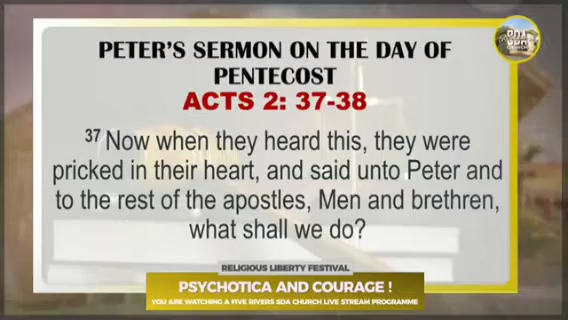 PETER'S SERMON ON THE DAY OF
PENTECOST
ACTS 2: 37-38
37 Now when they heard this, they were
pricked in their heart, and said unto Peter and
to the rest of the apostles, Men and brethren,
what shall we do?
SDA
RELIGIOUS LIBERTY FESTIVAL
PSYCHOTICA AND COURAGE !
YOU ARE WATCHING A FIVE RIVERS SDA CHURCH LIVE STREAM PROGRAMME